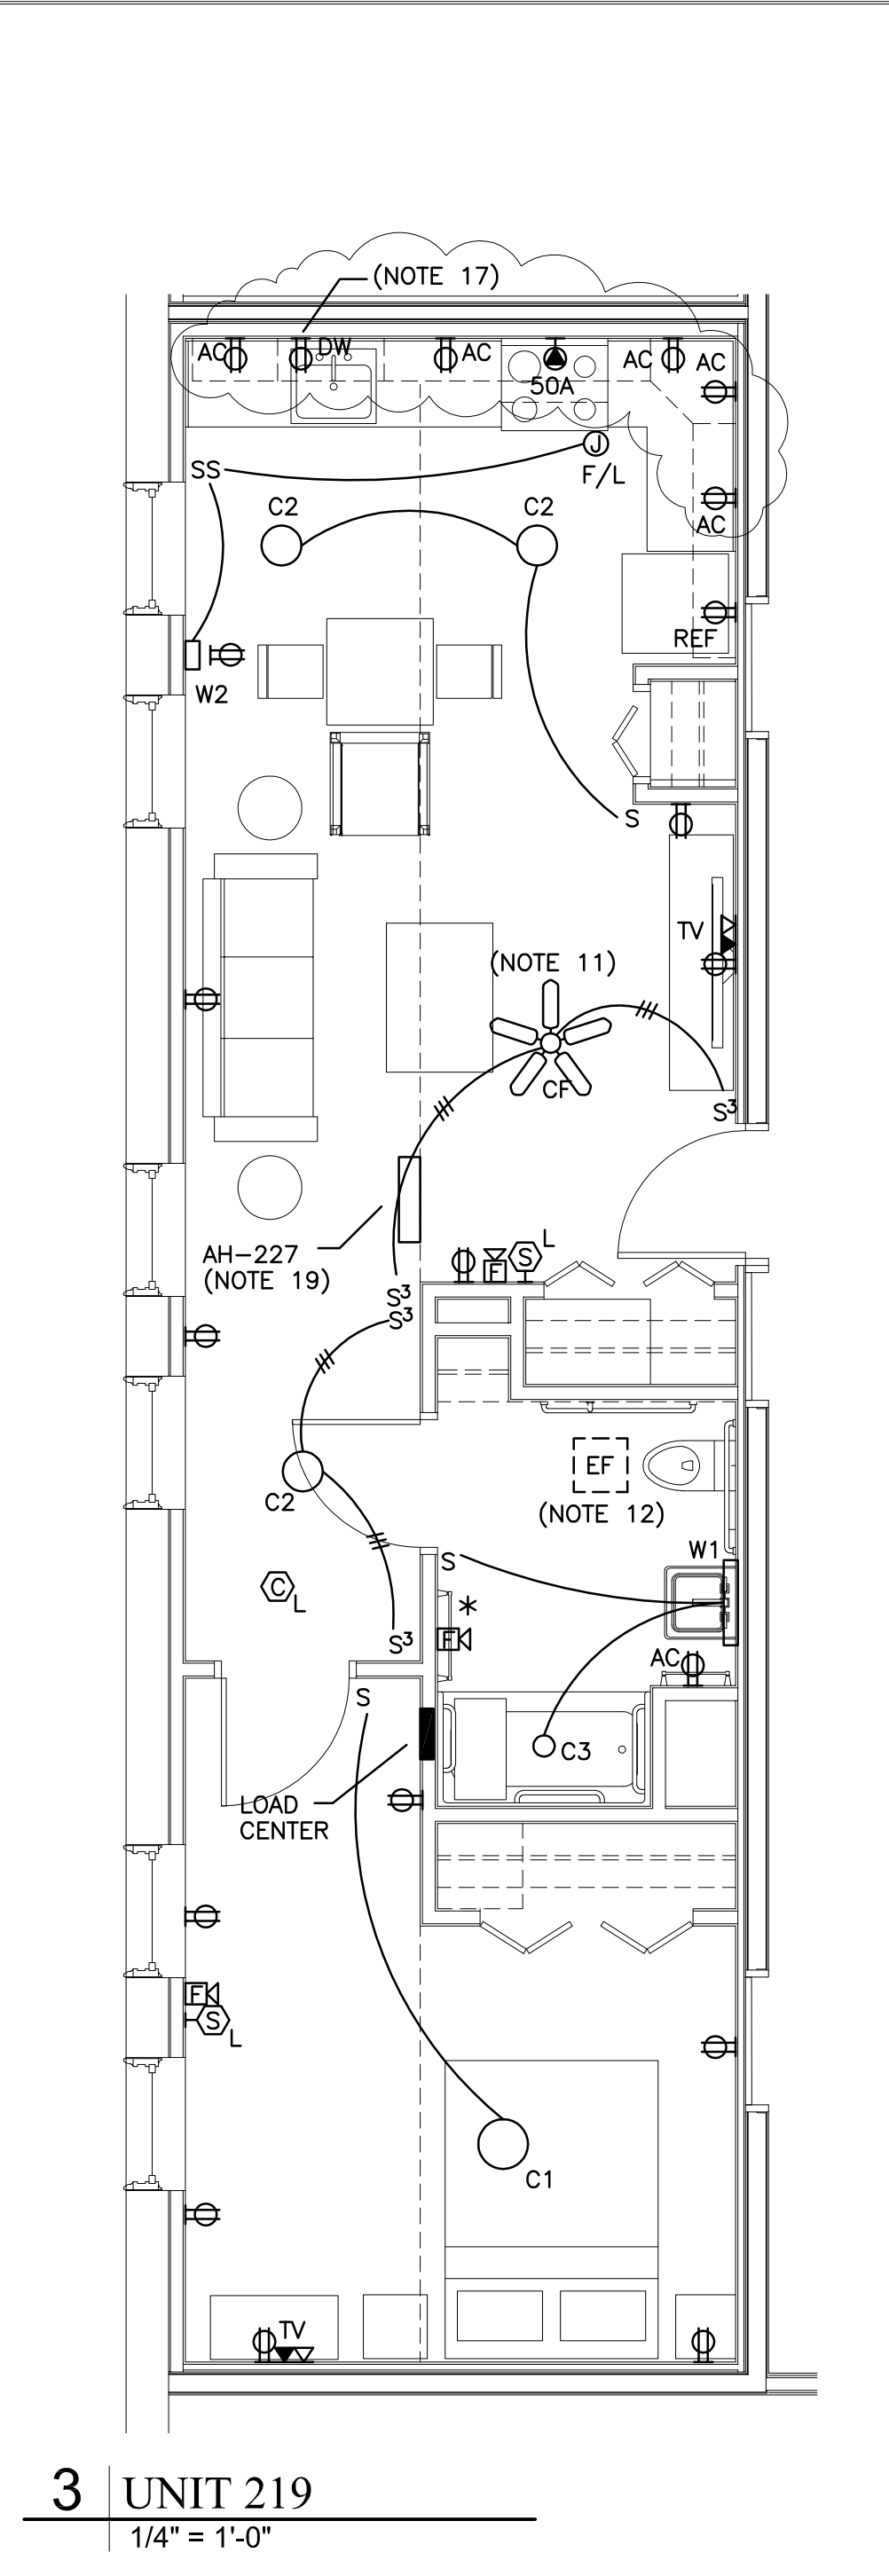 (NOTE 17)
AC
DW
AC
50A
AC
AC
J
F/L
SS
C2
C2
AC
REF
W2
S
TV
(NOTE 11)
CF
S3
AH-227
(NOTE 19)
F
S
L
S3
S3
C2
EF
(NOTE 12)
C
L
S
W1
*
F
S3
AC
S
C3
LOAD
CENTER
F
S
L
C1
TV
3
UNIT 219
1/4" = 1'-0"